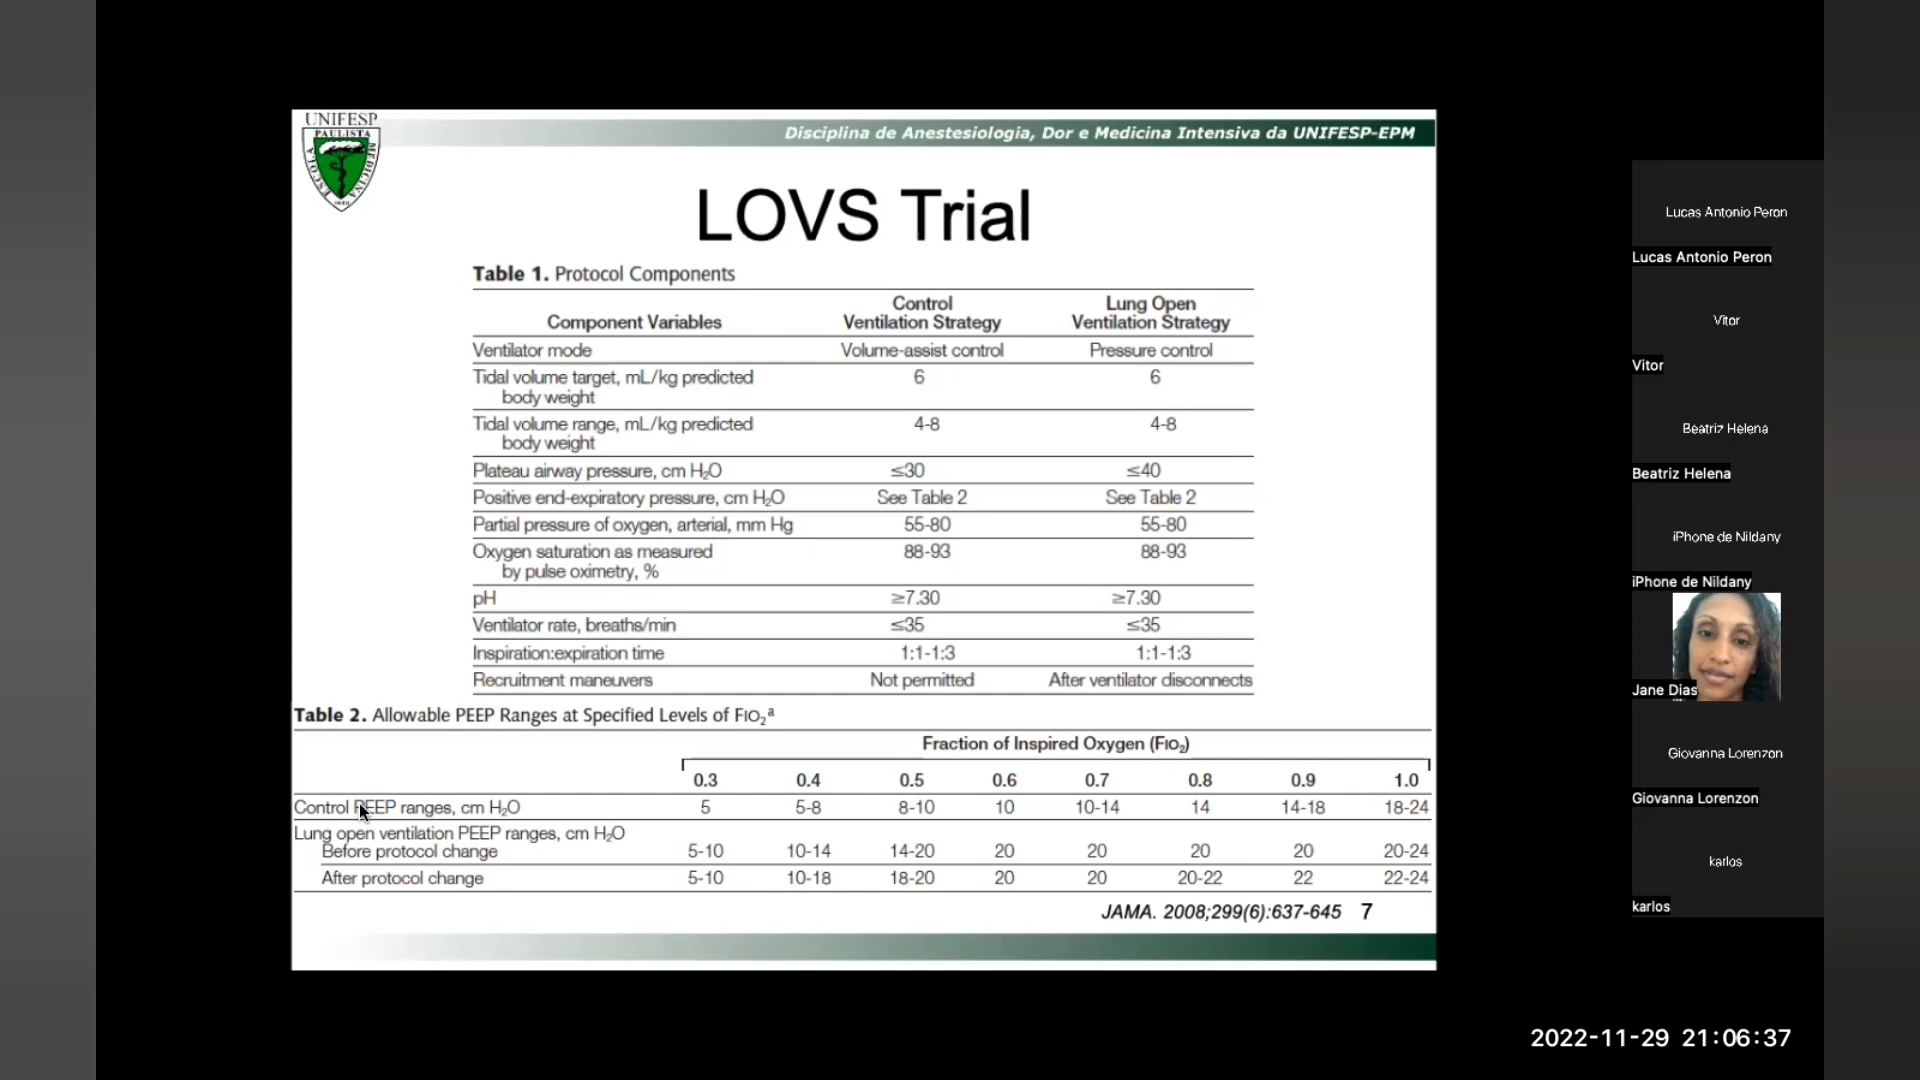 UNIFESP
PAULISTA
ESCOLA
MEDICINA
1933
Disciplina de Anestesiologia, Dor e Medicina Intensiva da UNIFESP-EPM
LOVS Trial
Table 1. Protocol Components
Component Variables Control Ventilation Strategy Lung Open Ventilation Strategy
Ventilator mode Volume-assist control Pressure control
Tidal volume target, mL/kg predicted body weight 6 6
Tidal volume range, mL/kg predicted body weight 4-8 4-8
Plateau airway pressure, cm H₂O ≤30 ≤40
Positive end-expiratory pressure, cm H₂O See Table 2 See Table 2
Partial pressure of oxygen, arterial, mm Hg 55-80 55-80
Oxygen saturation as measured by pulse oximetry, % 88-93 88-93
pH ≥7.30 ≥7.30
Ventilator rate, breaths/min ≤35 ≤35
Inspiration:expiration time 1:1-1:3 1:1-1:3
Recruitment maneuvers Not permitted After ventilator disconnects
Table 2. Allowable PEEP Ranges at Specified Levels of FIO₂ᵃ
Fraction of Inspired Oxygen (FIO₂)
0.3 0.4 0.5 0.6 0.7 0.8 0.9 1.0
Control PEEP ranges, cm H₂O 5 5-8 8-10 10 10-14 14 14-18 18-24
Lung open ventilation PEEP ranges, cm H₂O
Before protocol change 5-10 10-14 14-20 20 20 20 20 20-24
After protocol change 5-10 10-18 18-20 20 20 20-22 22 22-24
JAMA. 2008;299(6):637-645 7
Lucas Antonio Peron
Lucas Antonio Peron
Vitor
Vitor
Beatriz Helena
Beatriz Helena
iPhone de Nildany
iPhone de Nildany
Jane Dias
Giovanna Lorenzon
Giovanna Lorenzon
karlos
karlos
2022-11-29 21:06:37